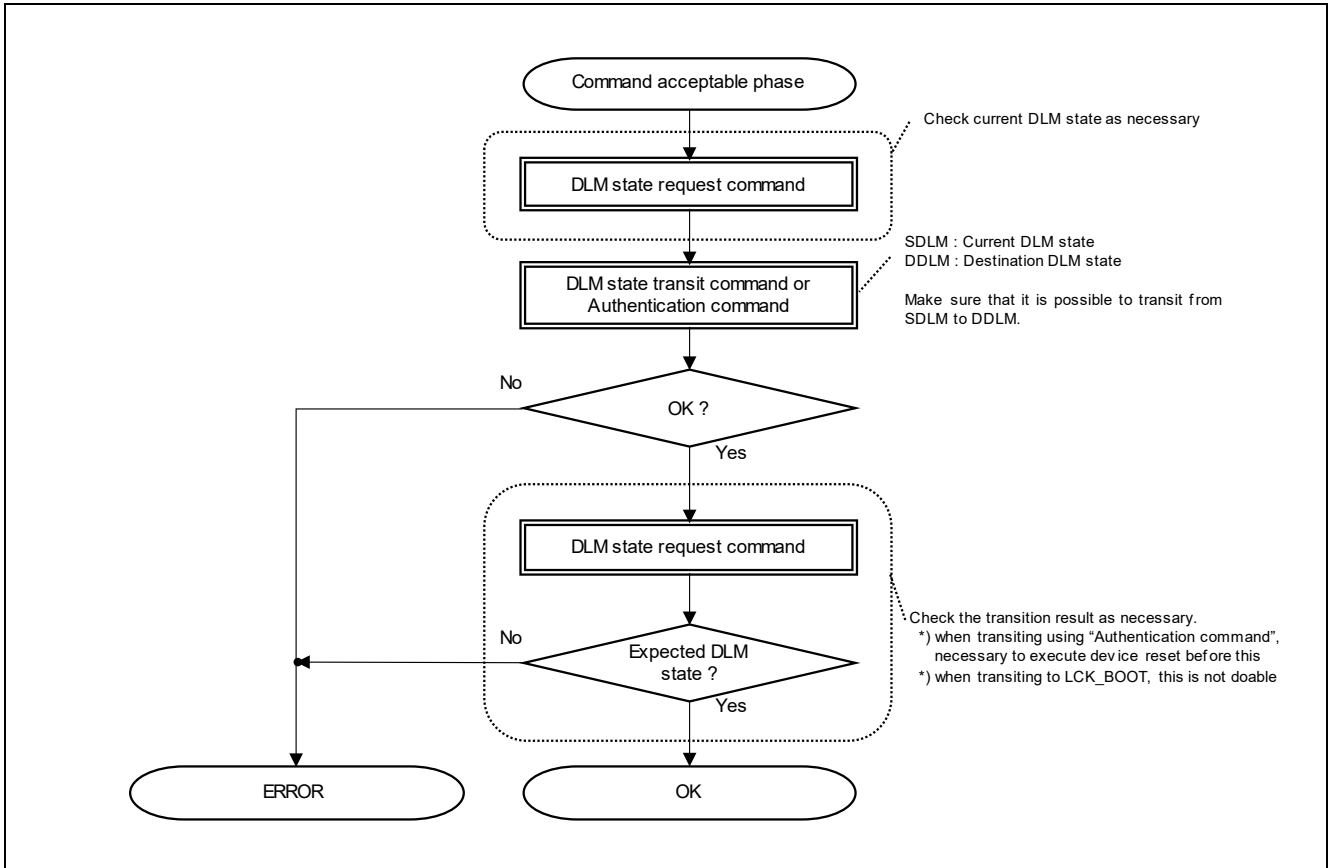 Command acceptable phase
Check current DLM state as necessary
DLM state request command
SDLM : Current DLM state
DDLM : Destination DLM state
DLM state transit command or
Authentication command
Make sure that it is possible to transit from
SDLM to DDLM.
No
OK ?
Yes
DLM state request command
Check the transition result as necessary.
*) when transiting using “Authentication command”,
necessary to execute device reset before this
*) when transiting to LCK_BOOT, this is not doable
No
Expected DLM
state ?
Yes
ERROR
OK